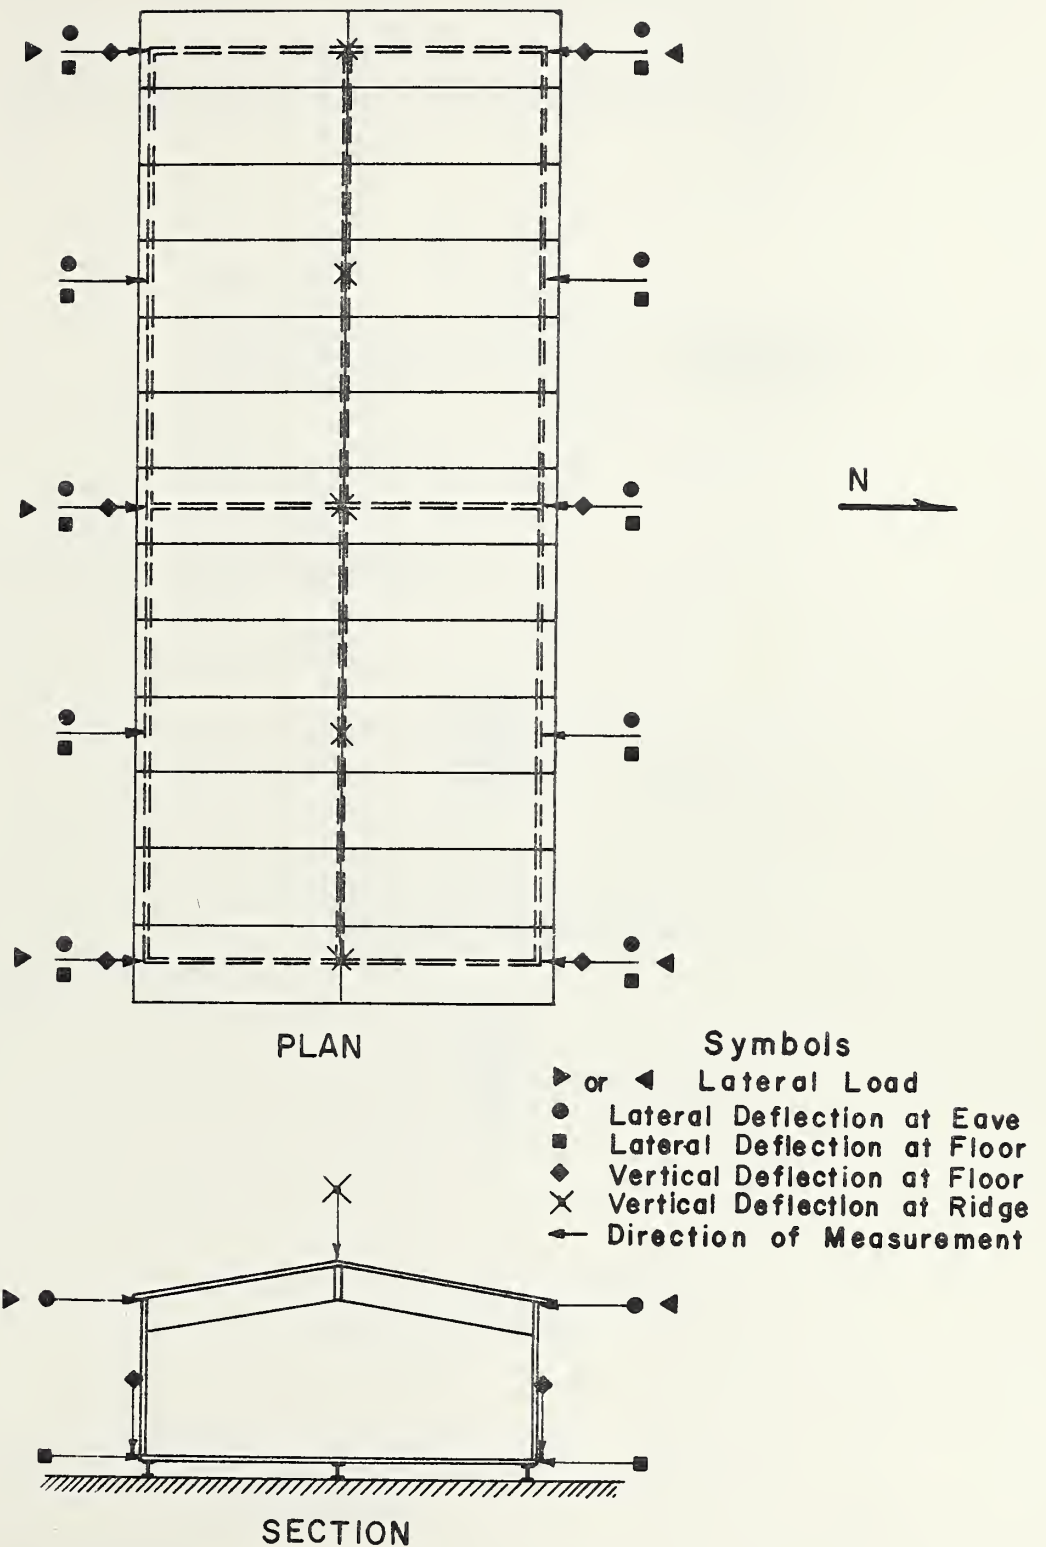 N
PLAN
Symbols
or Lateral Load
Lateral Deflection at Eave
Lateral Deflection at Floor
Vertical Deflection at Floor
Vertical Deflection at Ridge
Direction of Measurement
SECTION